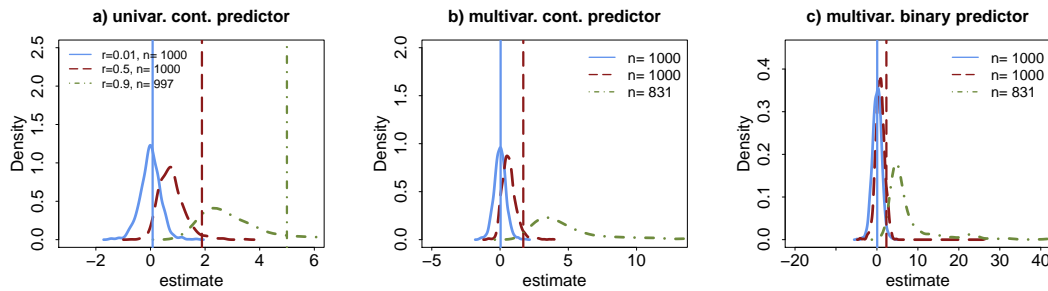 a) univar. cont. predictor
Density
2.5
2.0
1.5
1.0
0.5
0.0
r=0.01, n= 1000
r=0.5, n= 1000
r=0.9, n= 997
−2 0 2 4 6
estimate
b) multivar. cont. predictor
Density
2.0
1.5
1.0
0.5
0.0
n= 1000
n= 1000
n= 831
−5 0 5 10
estimate
c) multivar. binary predictor
Density
0.4
0.3
0.2
0.1
0.0
n= 1000
n= 1000
n= 831
−20 0 10 20 30 40
estimate